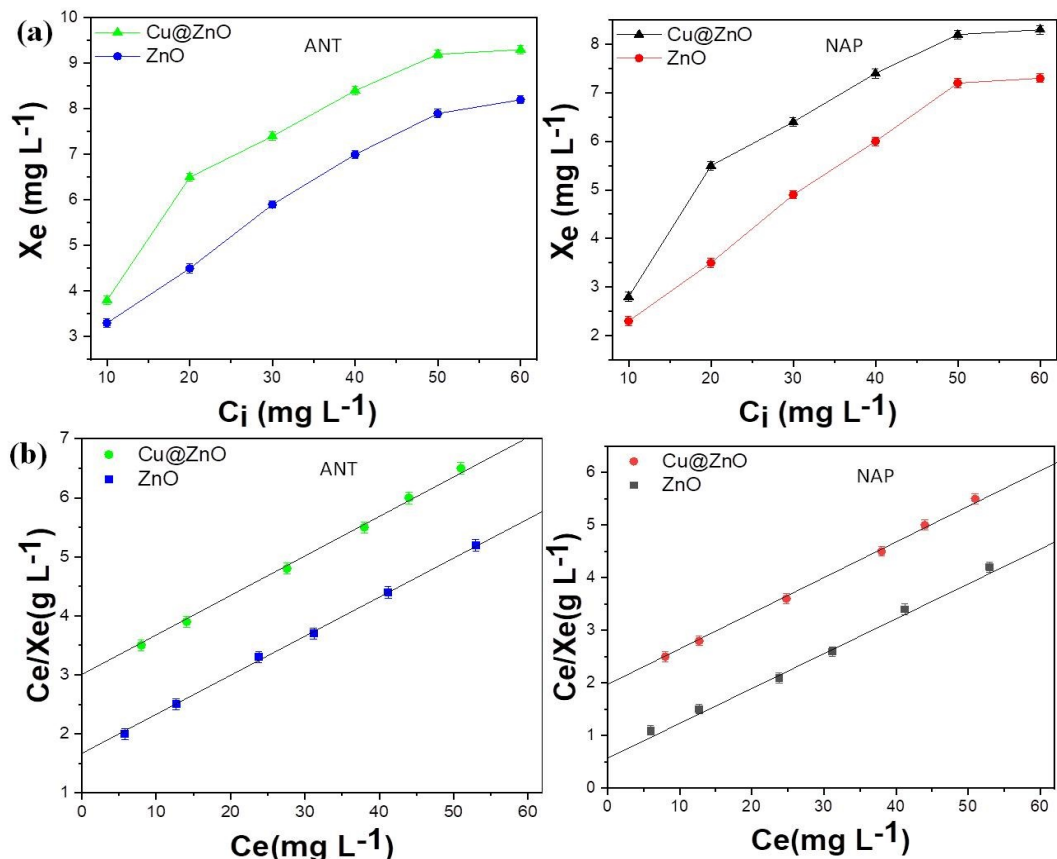 (a)
Cu@ZnO
ZnO
ANT
10
9
8
7
6
5
4
3
Xe (mg L-1)
10 20 30 40 50 60
Ci (mg L-1)
Cu@ZnO
ZnO
NAP
8
7
6
5
4
3
2
Xe (mg L-1)
10 20 30 40 50 60
Ci (mg L-1)
(b)
Cu@ZnO
ZnO
ANT
7
6
5
4
3
2
1
Ce/Xe(g L-1)
0 10 20 30 40 50 60
Ce(mg L-1)
Cu@ZnO
ZnO
NAP
6
5
4
3
2
1
0
Ce/Xe(g L-1)
0 10 20 30 40 50 60
Ce(mg L-1)